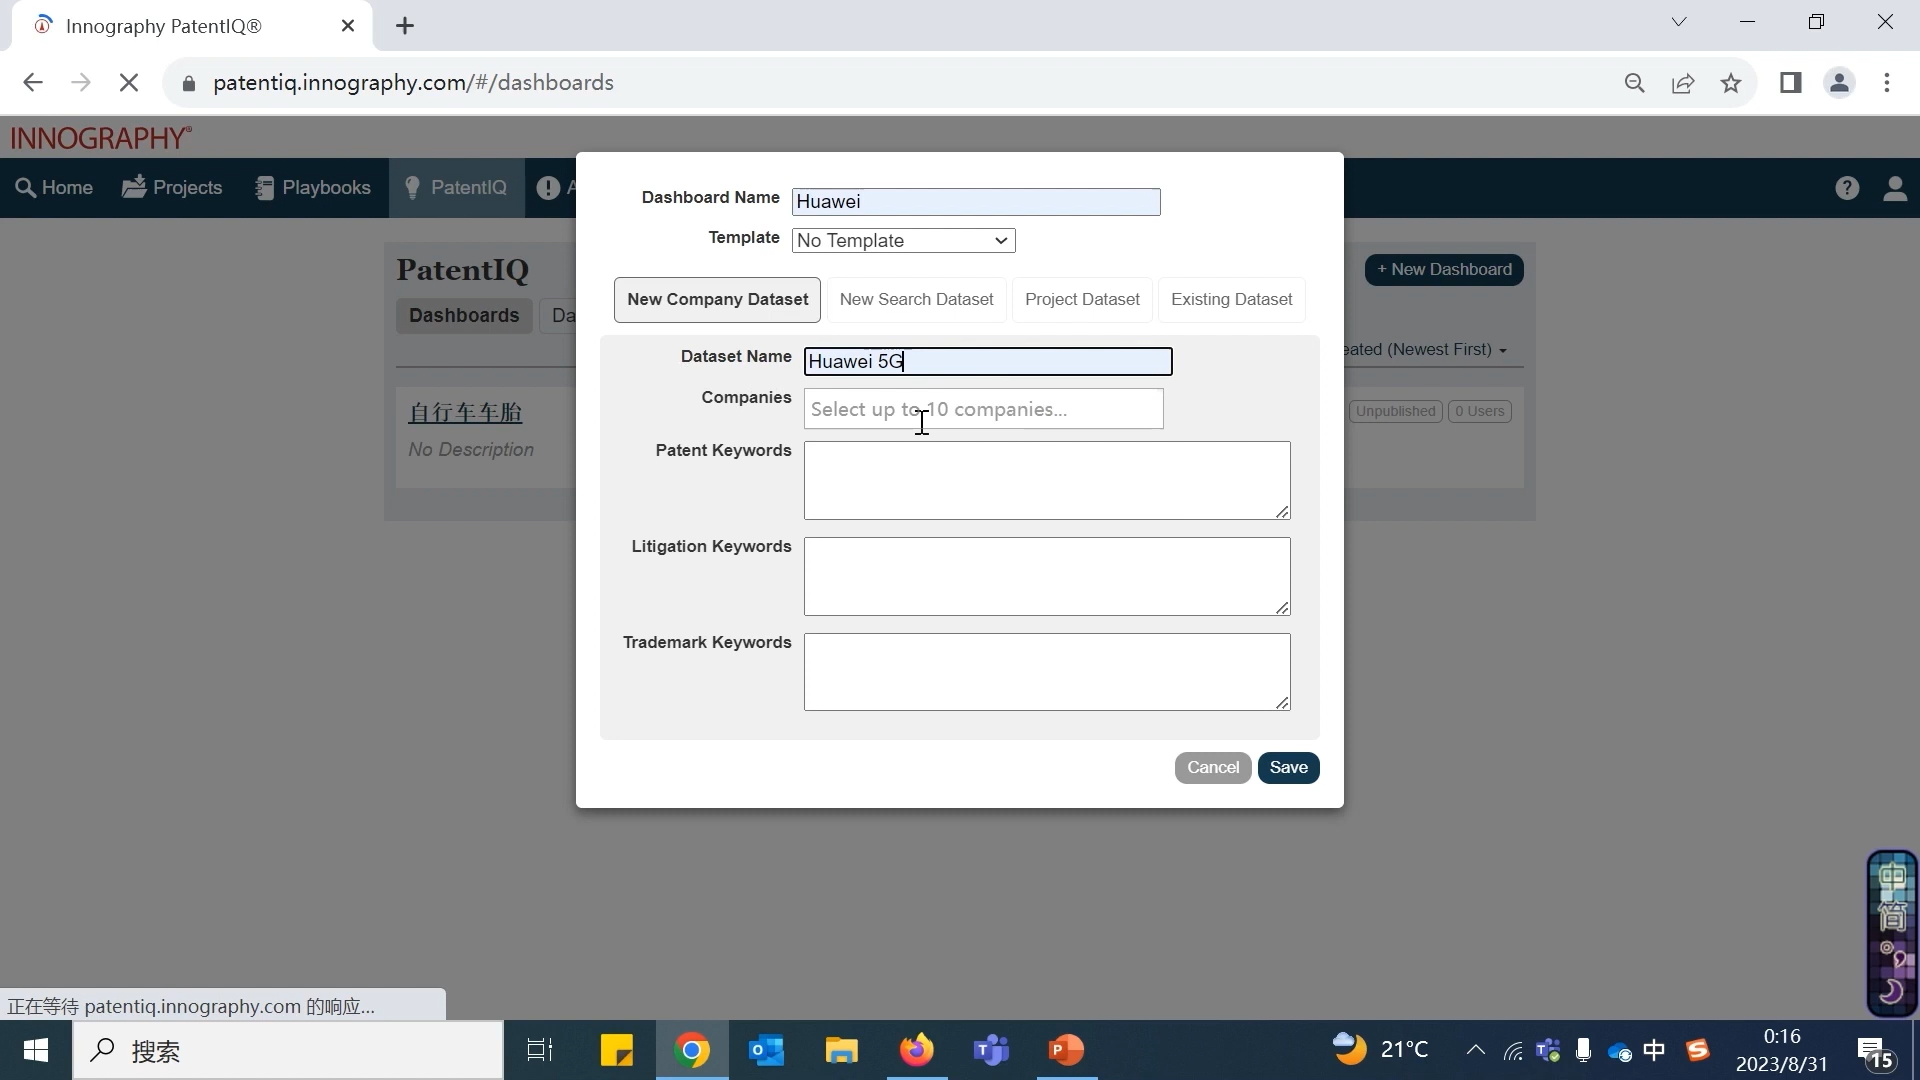 Innography PatentIQ®
patentiq.innography.com/#/dashboards
INNOGRAPHY®
Home
Projects
Playbooks
PatentIQ
A
Dashboard Name
Huawei
Template
No Template
PatentIQ
+ New Dashboard
New Company Dataset
New Search Dataset
Project Dataset
Existing Dataset
Dashboards
Da
eated (Newest First)
Dataset Name
Huawei 5G
Companies
Select up to 10 companies...
自行车车胎
Unpublished
0 Users
No Description
Patent Keywords
Litigation Keywords
Trademark Keywords
Cancel
Save
中
简
正在等待 patentiq.innography.com 的响应...
搜索
21°C
中
0:16
2023/8/31
15